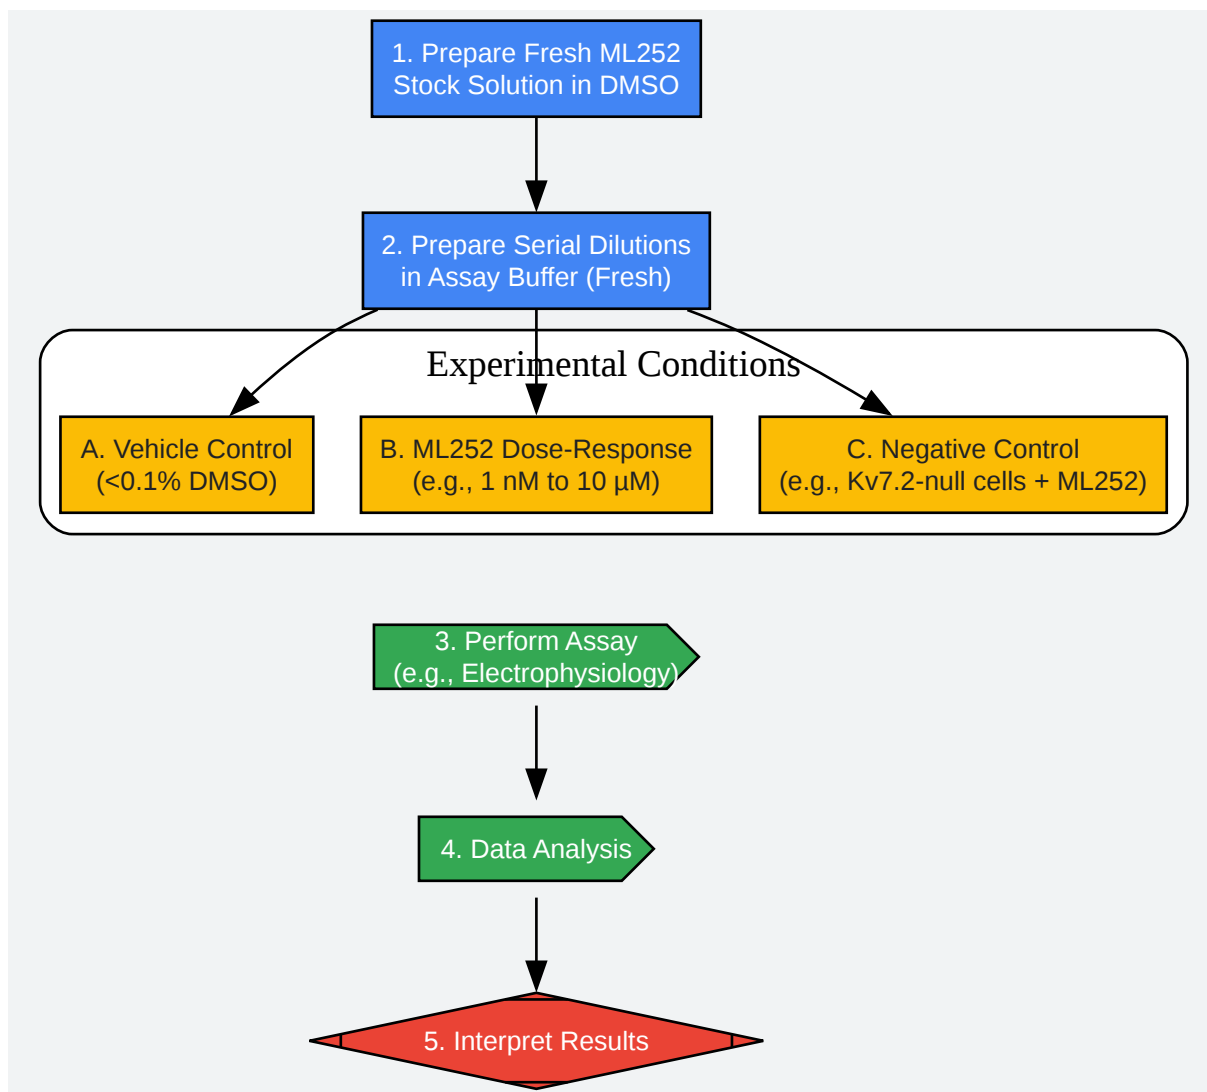 1. Prepare Fresh ML252
Stock Solution in DMSO
2. Prepare Serial Dilutions
in Assay Buffer (Fresh)
Experimental Conditions
A. Vehicle Control
(<0.1% DMSO)
B. ML252 Dose-Response
(e.g., 1 nM to 10 µM)
C. Negative Control
(e.g., Kv7.2-null cells + ML252)
3. Perform Assay
(e.g., Electrophysiology)
4. Data Analysis
5. Interpret Results